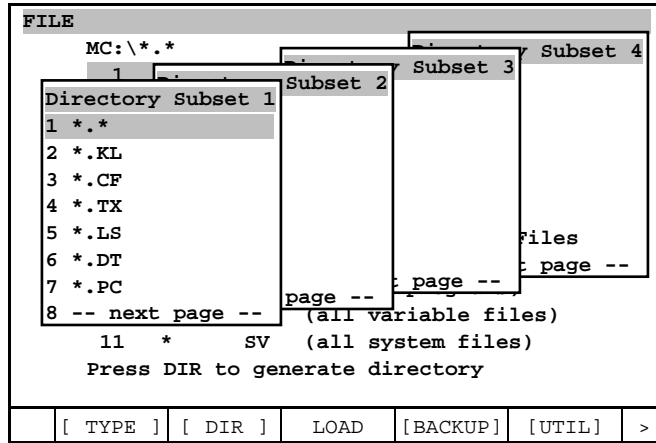 FILE
MC:\*.*
1
Subset 4
Subset 3
Subset 2
Directory Subset 1
1 *.*
2 *.KL
3 *.CF
4 *.TX
5 *.LS
6 *.DT
7 *.PC
8 -- next page --
Files
page --
page --
page --
(all variable files)
11 * SV (all system files)
Press DIR to generate directory
[ TYPE ] [ DIR ] LOAD [BACKUP] [UTIL] >